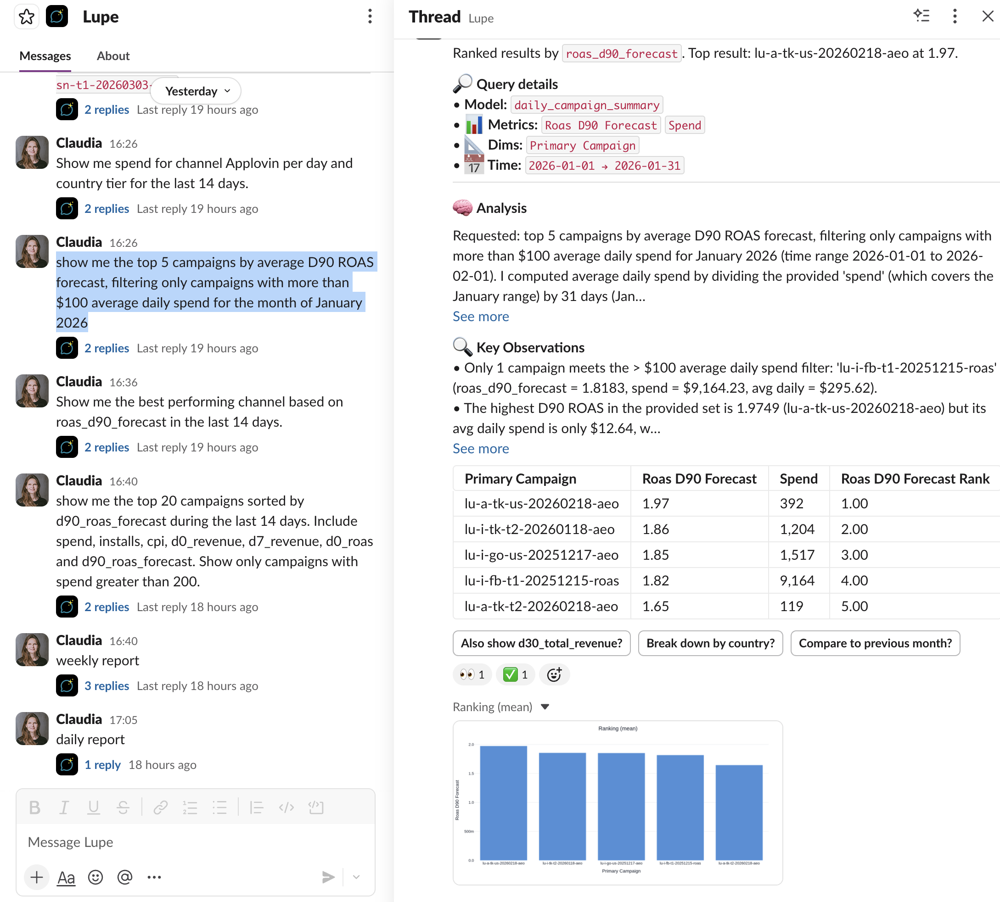 Lupe
Messages
About
sn-t1-20260303-
Yesterday
2 replies Last reply 19 hours ago
Claudia 16:26
Show me spend for channel Applovin per day and
country tier for the last 14 days.
2 replies Last reply 19 hours ago
Claudia 16:26
show me the top 5 campaigns by average D90 ROAS
forecast, filtering only campaigns with more than
$100 average daily spend for the month of January
2026
2 replies Last reply 19 hours ago
Claudia 16:36
Show me the best performing channel based on
roas_d90_forecast in the last 14 days.
2 replies Last reply 19 hours ago
Claudia 16:40
show me the top 20 campaigns sorted by
d90_roas_forecast during the last 14 days. Include
spend, installs, cpi, d0_revenue, d7_revenue, d0_roas
and d90_roas_forecast. Show only campaigns with
spend greater than 200.
2 replies Last reply 18 hours ago
Claudia 16:40
weekly report
3 replies Last reply 18 hours ago
Claudia 17:05
daily report
1 reply 18 hours ago
Message Lupe
Aa
Thread Lupe
Ranked results by roas_d90_forecast. Top result: lu-a-tk-us-20260218-aeo at 1.97.
Query details
• Model: daily_campaign_summary
• Metrics: Roas D90 Forecast Spend
• Dims: Primary Campaign
• JUL 17 Time: 2026-01-01 → 2026-01-31
Analysis
Requested: top 5 campaigns by average D90 ROAS forecast, filtering only campaigns with
more than $100 average daily spend for January 2026 (time range 2026-01-01 to 2026-
02-01). I computed average daily spend by dividing the provided 'spend' (which covers the
January range) by 31 days (Jan...
See more
Key Observations
• Only 1 campaign meets the > $100 average daily spend filter: 'lu-i-fb-t1-20251215-roas'
(roas_d90_forecast = 1.8183, spend = $9,164.23, avg daily = $295.62).
• The highest D90 ROAS in the provided set is 1.9749 (lu-a-tk-us-20260218-aeo) but its
avg daily spend is only $12.64, w...
See more
Primary Campaign Roas D90 Forecast Spend Roas D90 Forecast Rank
lu-a-tk-us-20260218-aeo 1.97 392 1.00
lu-i-tk-t2-20260118-aeo 1.86 1,204 2.00
lu-i-go-us-20251217-aeo 1.85 1,517 3.00
lu-i-fb-t1-20251215-roas 1.82 9,164 4.00
lu-a-tk-t2-20260218-aeo 1.65 119 5.00
Also show d30_total_revenue? Break down by country? Compare to previous month?
1 1
Ranking (mean)
Ranking (mean)
2.0
1.5
1.0
500m
0.0
Roas D90 Forecast
lu-a-tk-us-20260218-aeo lu-i-tk-t2-20260118-aeo lu-i-go-us-20251217-aeo lu-i-fb-t1-20251215-roas lu-a-tk-t2-20260218-aeo
Primary Campaign